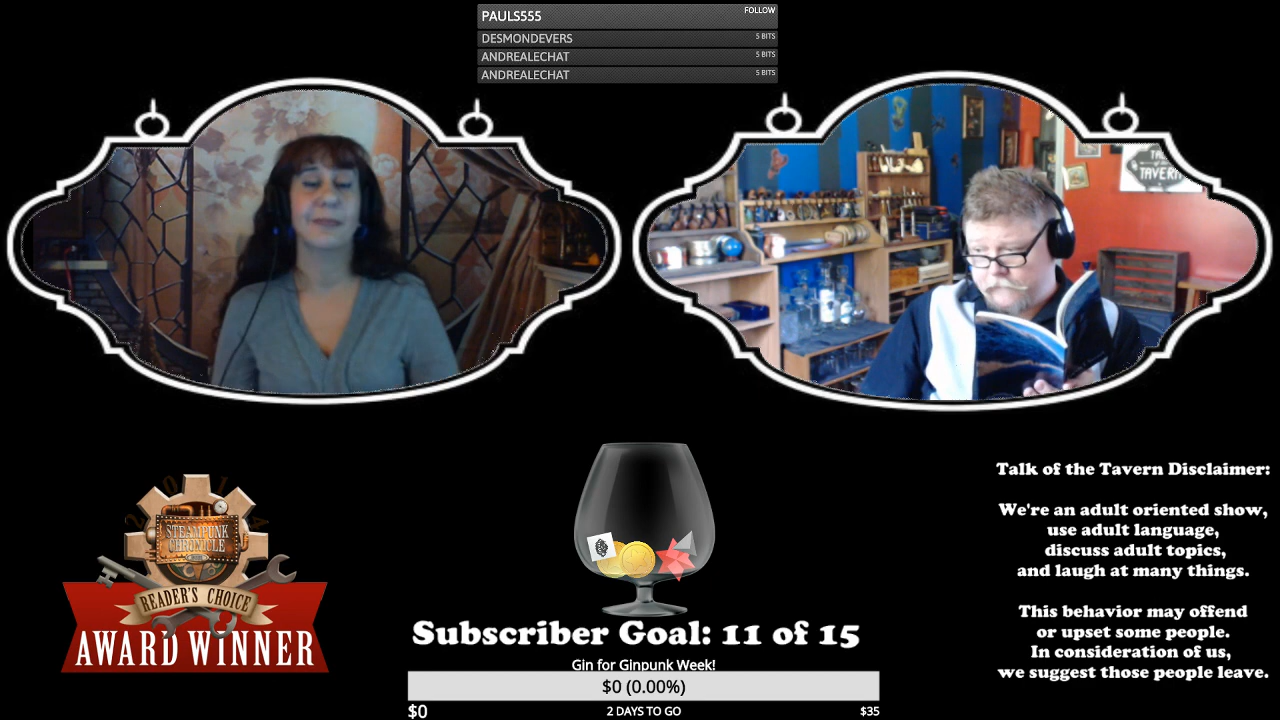 PAULS555 FOLLOW
DESMONDEVERS 5 BITS
ANDREALECHAT 5 BITS
ANDREALECHAT 5 BITS
TAVERN
STEAMPUNK
CHRONICLE
READER'S CHOICE
AWARD WINNER
Subscriber Goal: 11 of 15
Gin for Ginpunk Week!
$0 (0.00%)
$0 2 DAYS TO GO $35
Talk of the Tavern Disclaimer:
We're an adult oriented show,
use adult language,
discuss adult topics,
and laugh at many things.
This behavior may offend
or upset some people.
In consideration of us,
we suggest those people leave.